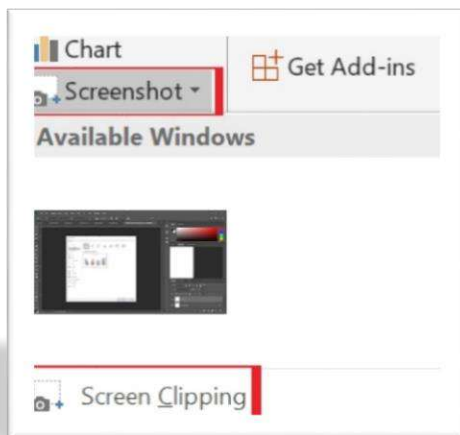 Chart
Get Add-ins
Screenshot
Available Windows
Screen Clipping